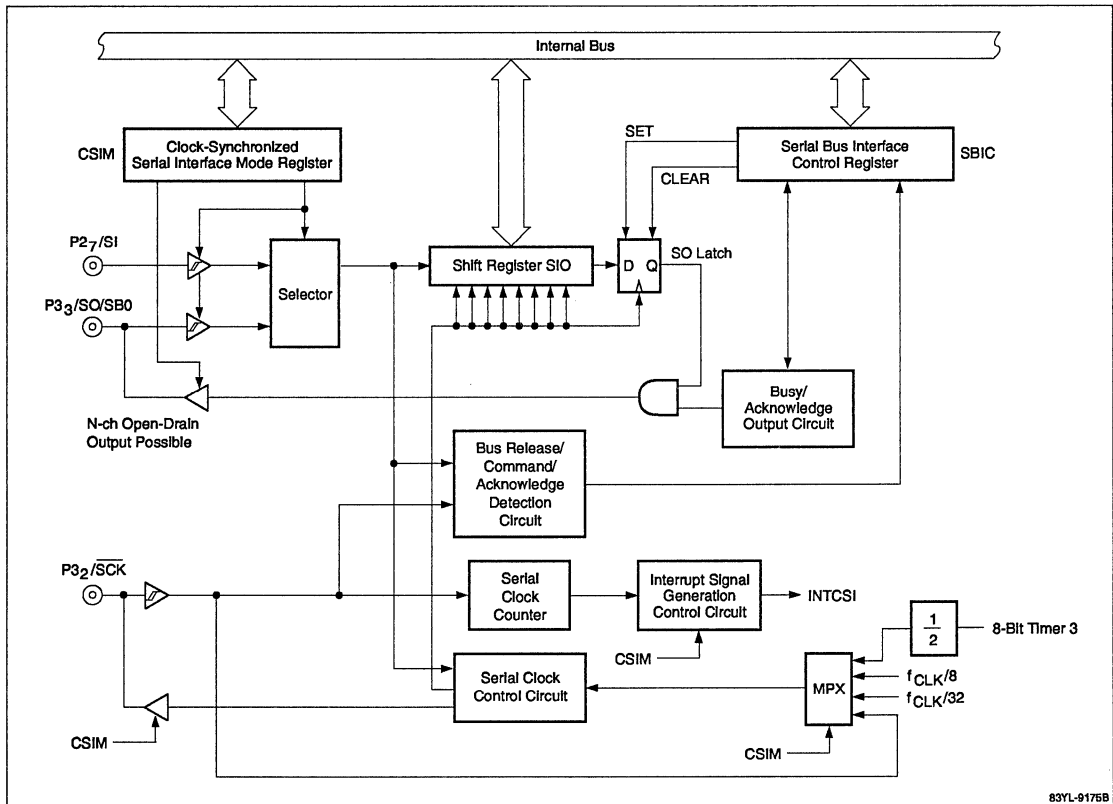 Internal Bus
CSIM
Clock-Synchronized
Serial Interface Mode Register
SET
CLEAR
Serial Bus Interface
Control Register
SBIC
P2₇/SI
P3₃/SO/SB0
Selector
Shift Register SIO
D Q
SO Latch
N-ch Open-Drain
Output Possible
Busy/
Acknowledge
Output Circuit
Bus Release/
Command/
Acknowledge
Detection
Circuit
P3₂/S̅C̅K̅
Serial
Clock
Counter
Interrupt Signal
Generation
Control Circuit
INTCSI
CSIM
1
2
8-Bit Timer 3
Serial Clock
Control Circuit
MPX
fCLK/8
fCLK/32
CSIM
CSIM
83YL-9175B